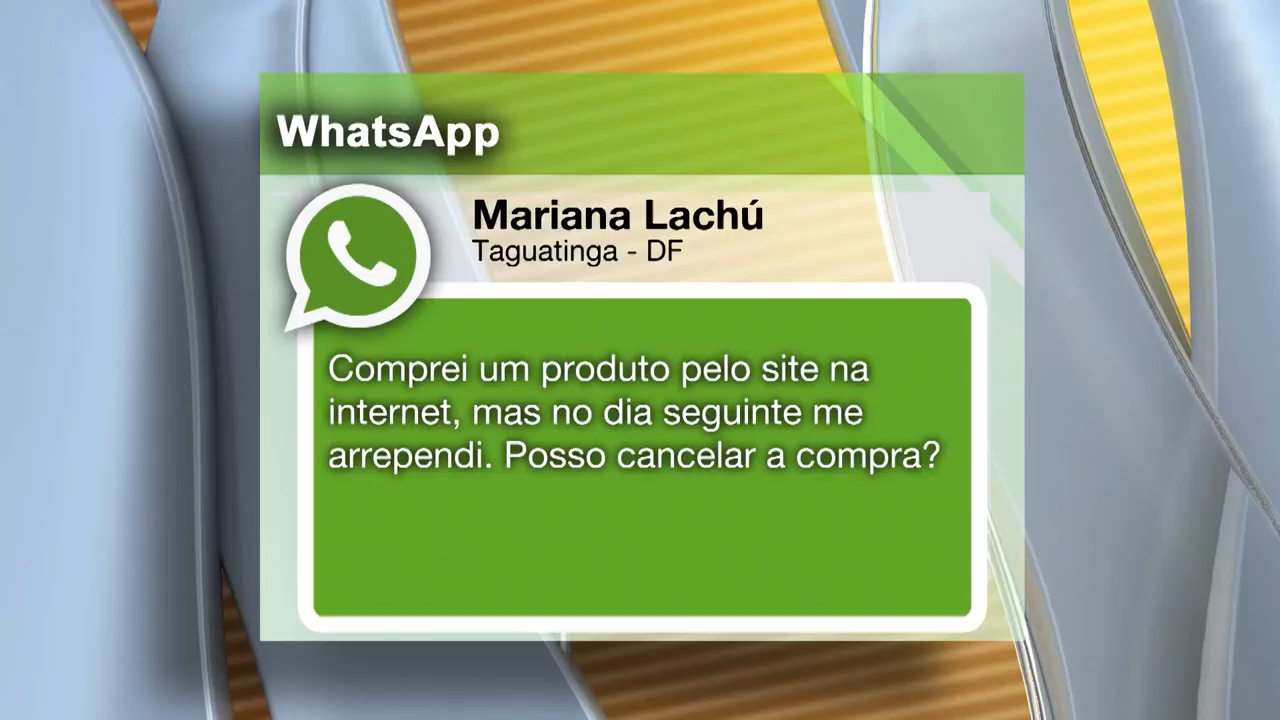 WhatsApp
Mariana Lachú
Taguatinga - DF
Comprei um produto pelo site na
internet, mas no dia seguinte me
arrependi. Posso cancelar a compra?